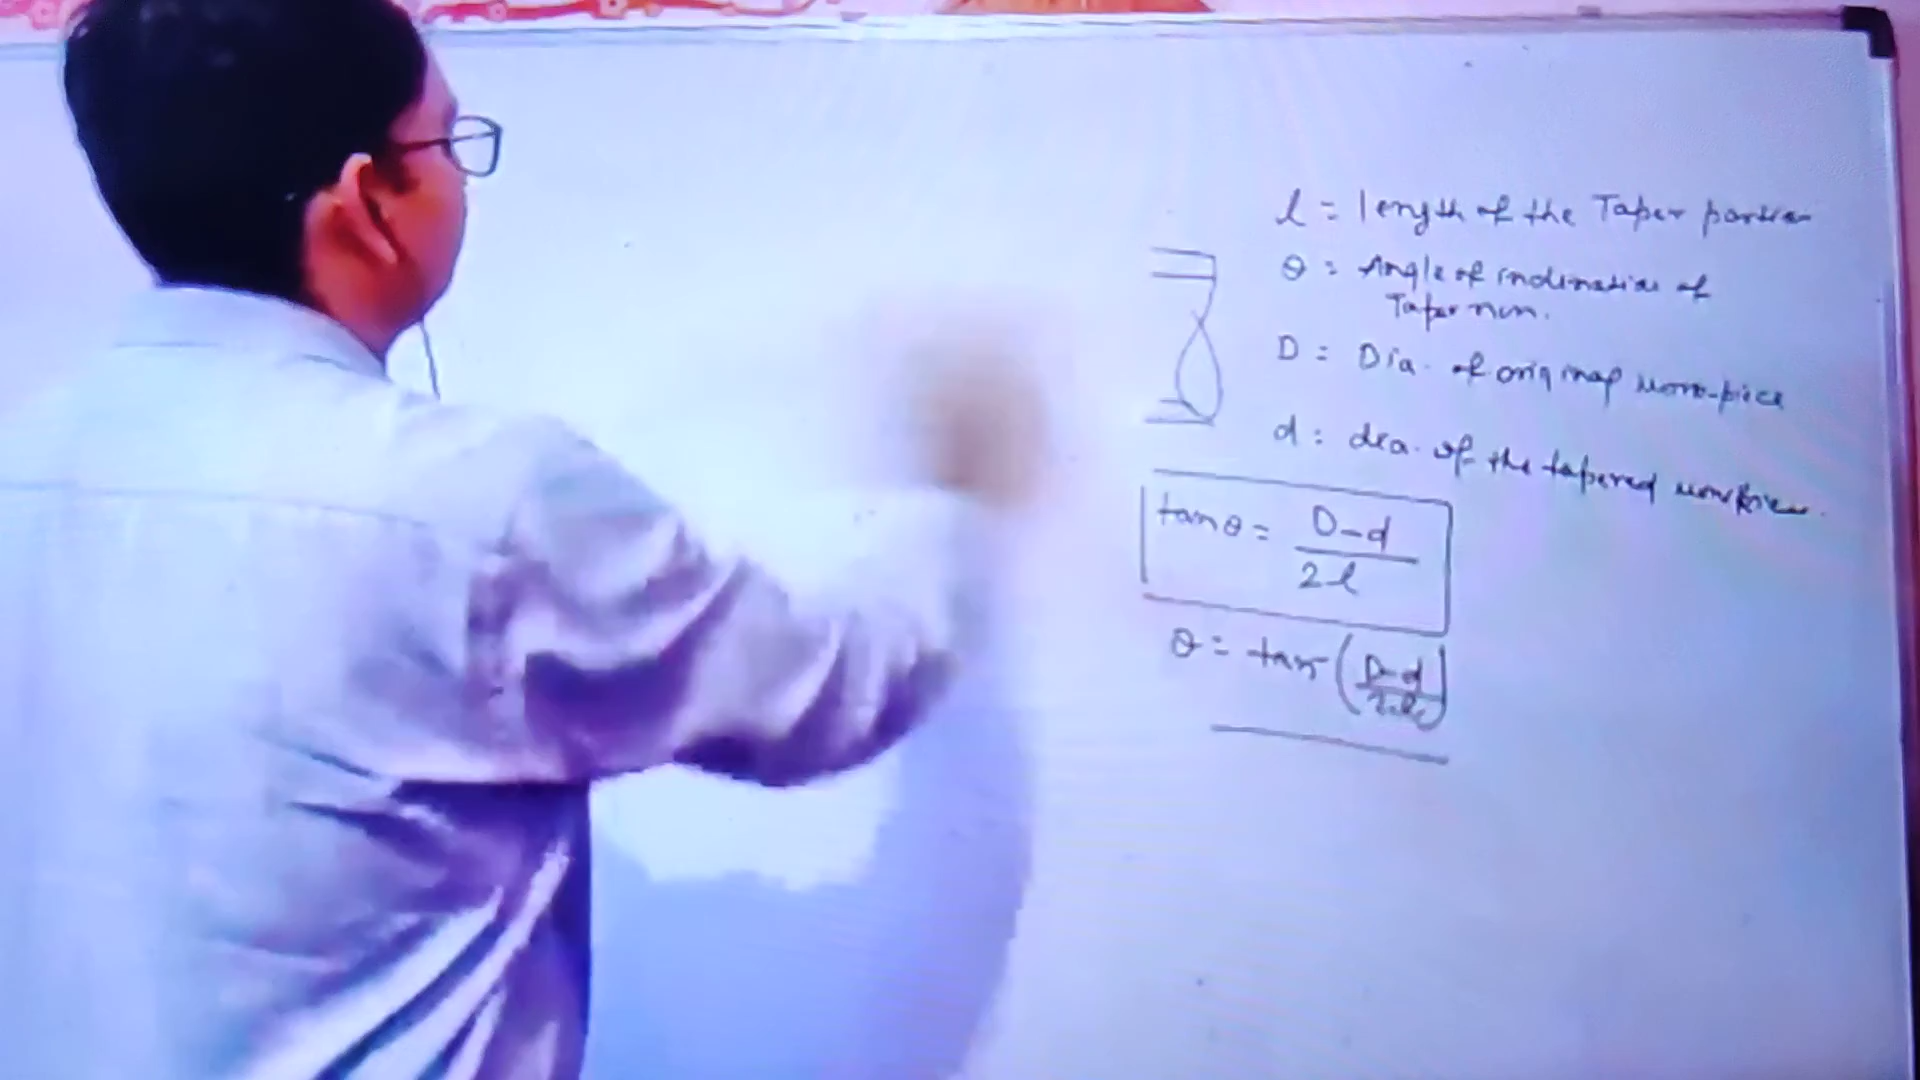 l = length of the Taper portion
θ = Angle of inclination of
Taper turn.
D = Dia. of original work-piece
d = dia. of the tapered workpiece.
tan θ = D-d / 2l
θ = tan⁻ (D-d / 2l)